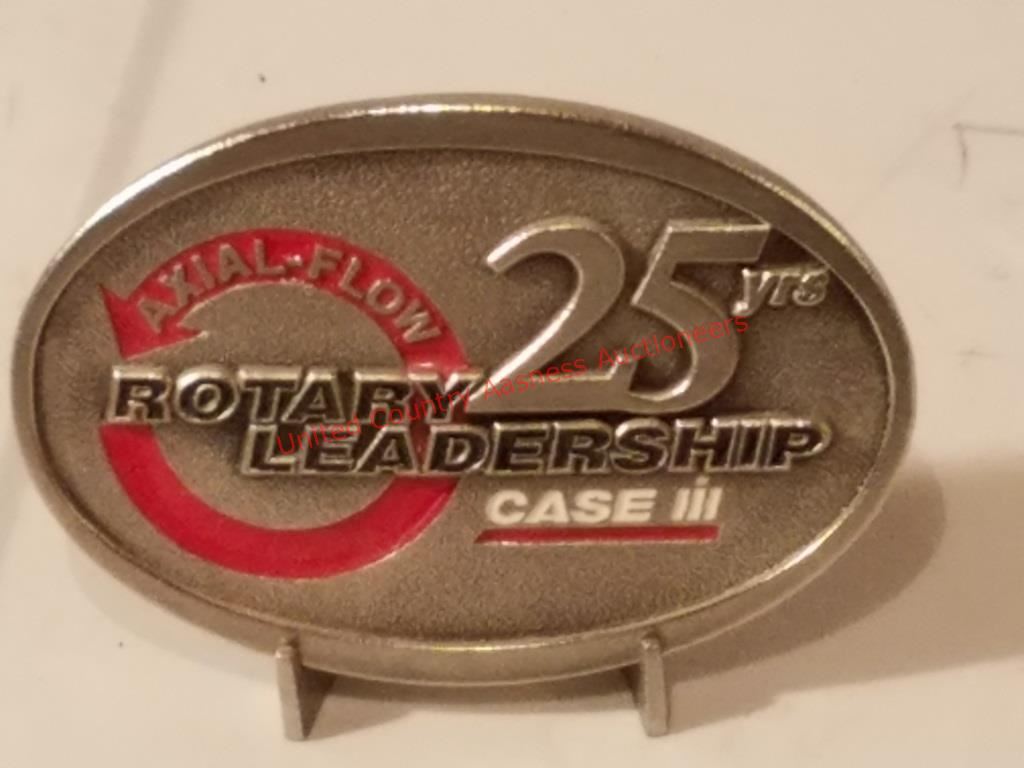 AXIAL-FLOW
25 yrs
ROTARY
LEADERSHIP
CASE III
United Country Aasness Auctioneers